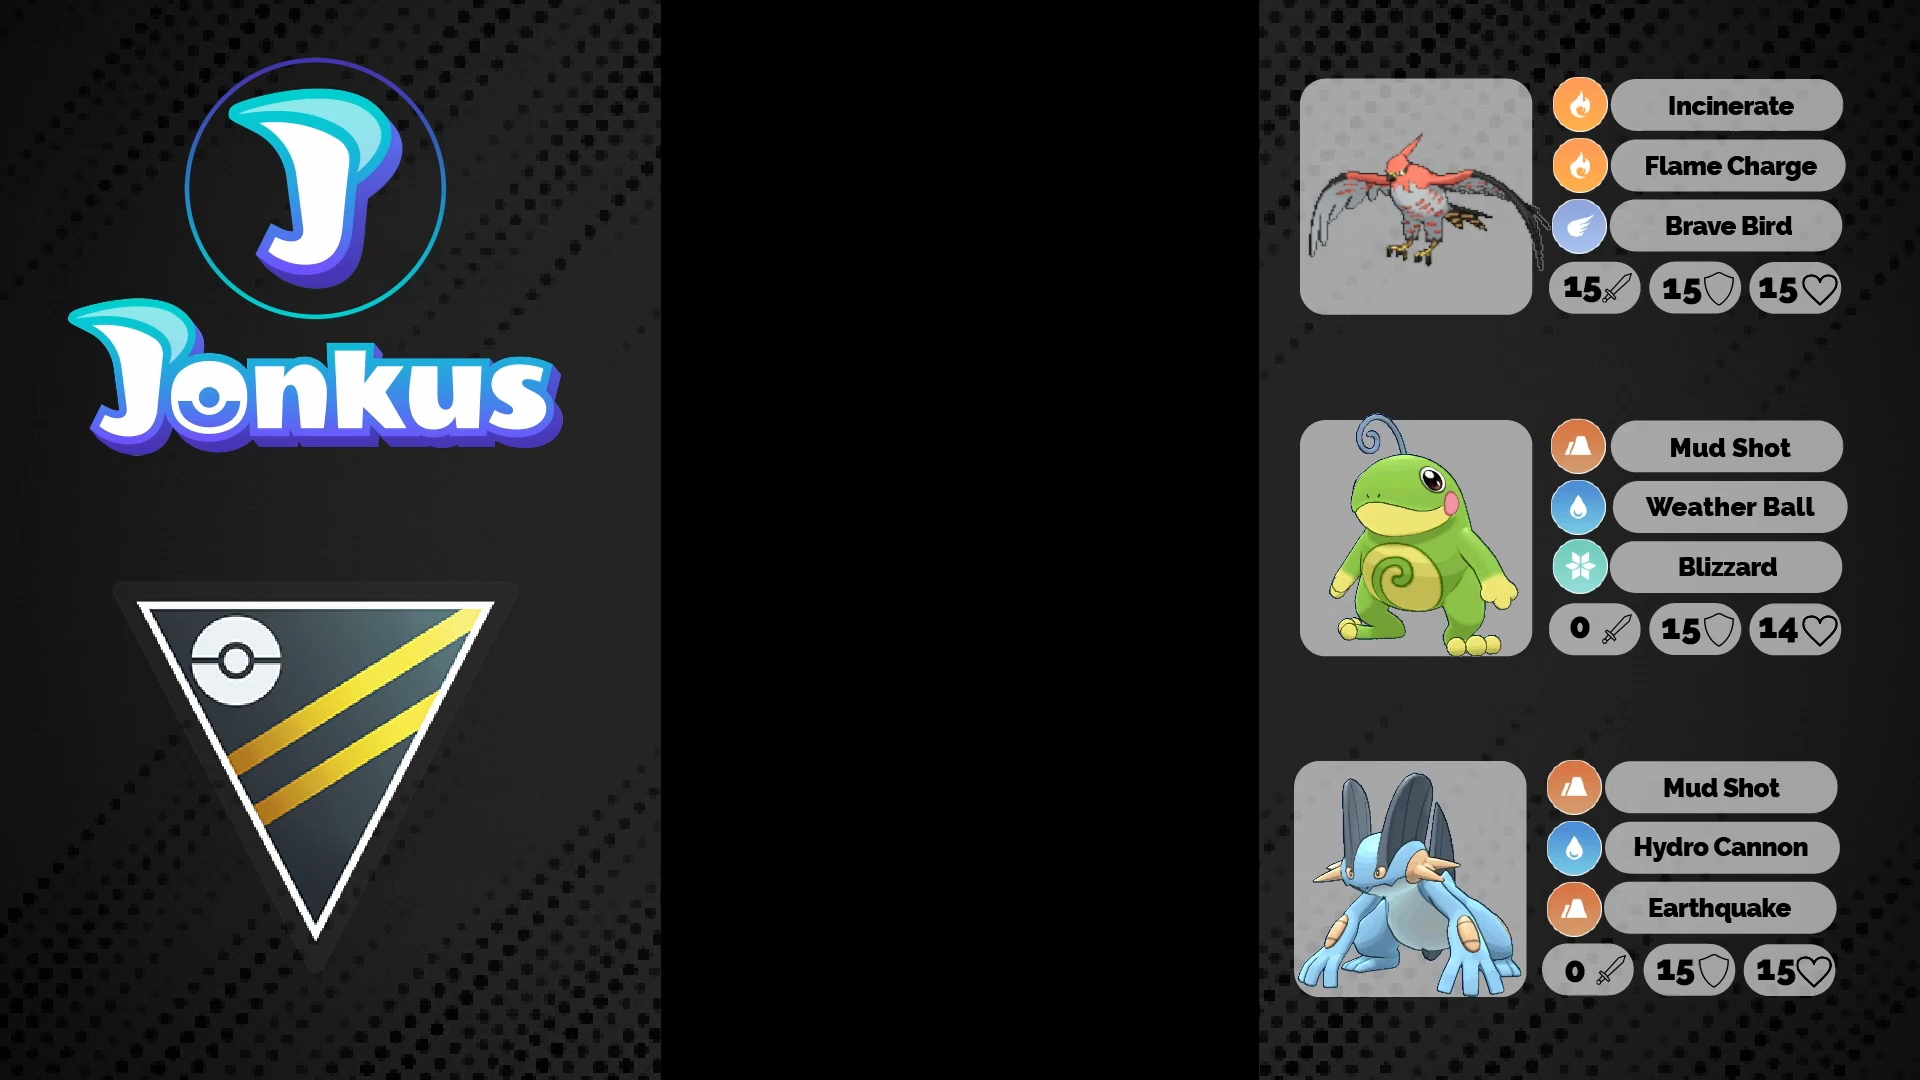 J
Jonkus
Incinerate
Flame Charge
Brave Bird
15 15 15
Mud Shot
Weather Ball
Blizzard
0 15 14
Mud Shot
Hydro Cannon
Earthquake
0 15 15